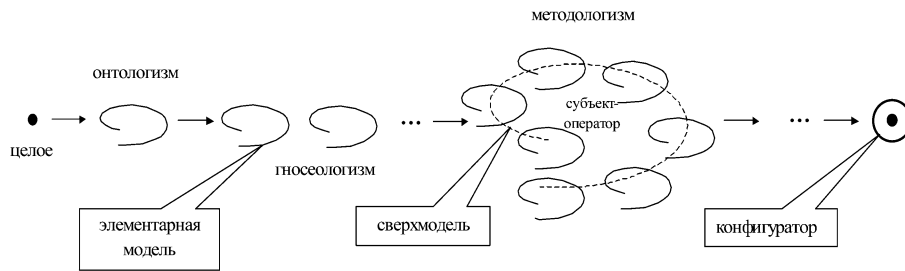 методологизм
онтологизм
субъект-
оператор
целое
гносеологизм
элементарная
модель
сверхмодель
конфигуратор